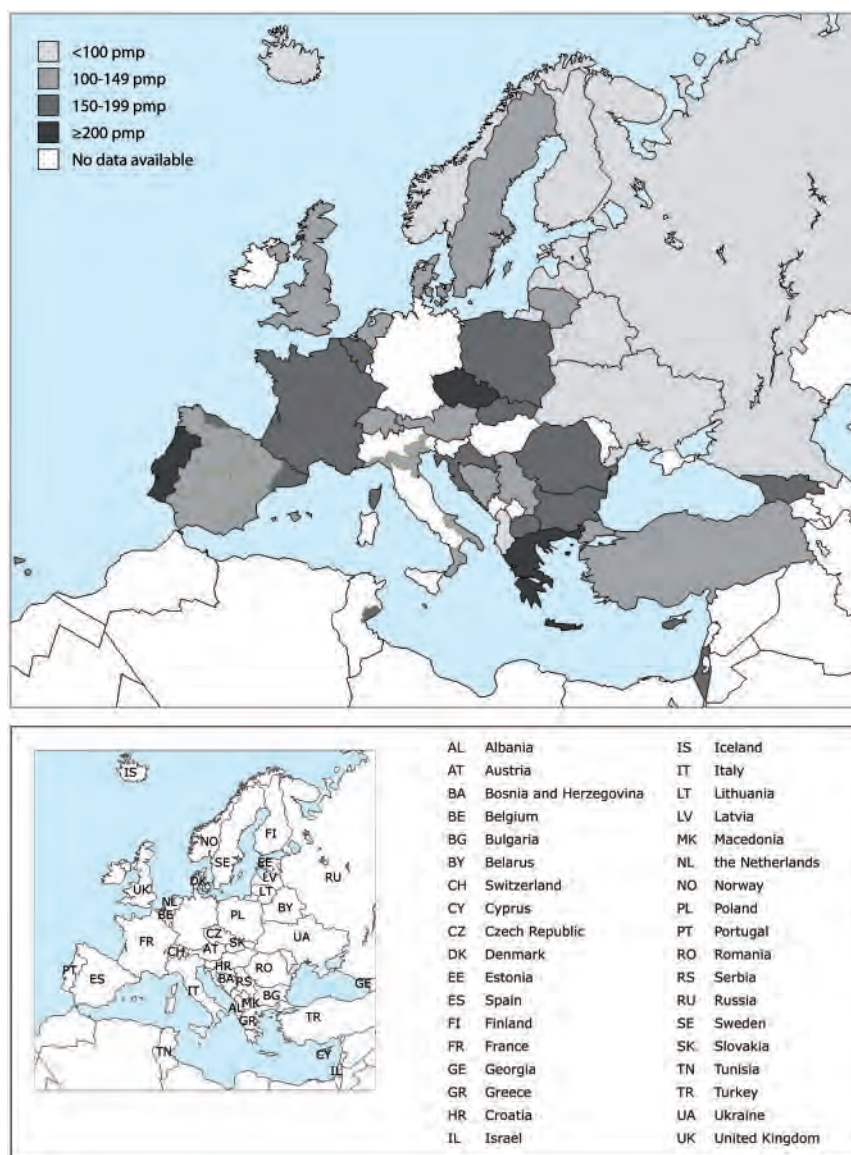 <100 pmp
100-149 pmp
150-199 pmp
≥200 pmp
No data available
IS
NO
FI
SE
EE
LV
LT
RU
DK
UK
NL
BE
PL
BY
CZ
SK
UA
FR
CH
AT
HR
RO
BA
RS
PT
ES
IT
BG
MK
AL
GR
GE
TR
TN
CY
IL
AL Albania
AT Austria
BA Bosnia and Herzegovina
BE Belgium
BG Bulgaria
BY Belarus
CH Switzerland
CY Cyprus
CZ Czech Republic
DK Denmark
EE Estonia
ES Spain
FI Finland
FR France
GE Georgia
GR Greece
HR Croatia
IL Israel
IS Iceland
IT Italy
LT Lithuania
LV Latvia
MK Macedonia
NL the Netherlands
NO Norway
PL Poland
PT Portugal
RO Romania
RS Serbia
RU Russia
SE Sweden
SK Slovakia
TN Tunisia
TR Turkey
UA Ukraine
UK United Kingdom